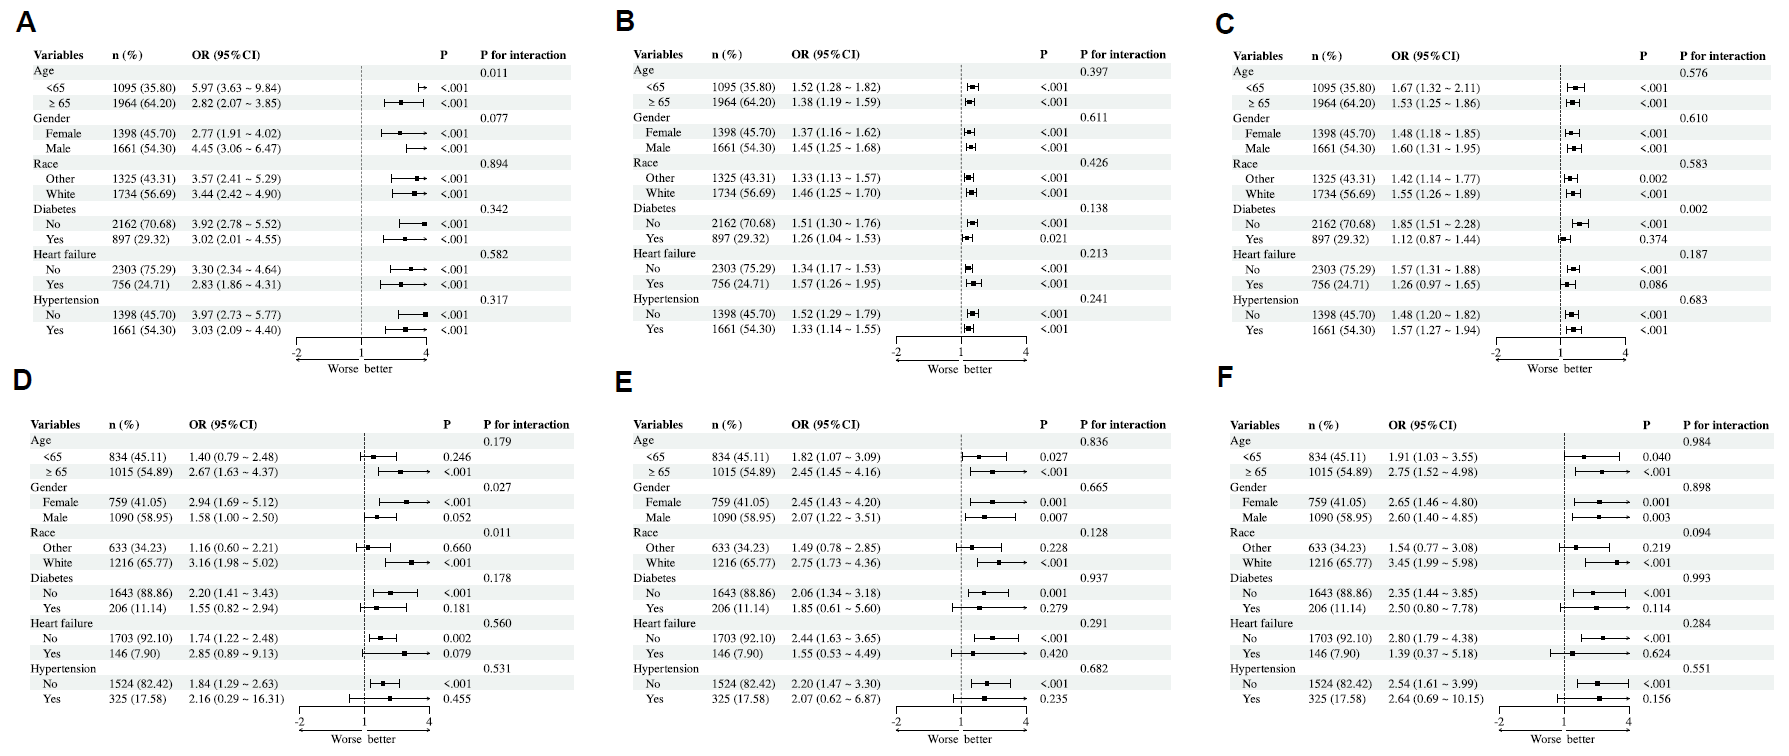 A
Variables n (%) OR (95%CI) P P for interaction
Age 0.011
<65 1095 (35.80) 5.97 (3.63 ~ 9.84) <.001
≥ 65 1964 (64.20) 2.82 (2.07 ~ 3.85) <.001
Gender 0.077
Female 1398 (45.70) 2.77 (1.91 ~ 4.02) <.001
Male 1661 (54.30) 4.45 (3.06 ~ 6.47) <.001
Race 0.894
Other 1325 (43.31) 3.57 (2.41 ~ 5.29) <.001
White 1734 (56.69) 3.44 (2.42 ~ 4.90) <.001
Diabetes 0.342
No 2162 (70.68) 3.92 (2.78 ~ 5.52) <.001
Yes 897 (29.32) 3.02 (2.01 ~ 4.55) <.001
Heart failure 0.582
No 2303 (75.29) 3.30 (2.34 ~ 4.64) <.001
Yes 756 (24.71) 2.83 (1.86 ~ 4.31) <.001
Hypertension 0.317
No 1398 (45.70) 3.97 (2.73 ~ 5.77) <.001
Yes 1661 (54.30) 3.03 (2.09 ~ 4.40) <.001
-2 1 4
Worse better
B
Variables n (%) OR (95%CI) P P for interaction
Age 0.397
<65 1095 (35.80) 1.52 (1.28 ~ 1.82) <.001
≥ 65 1964 (64.20) 1.38 (1.19 ~ 1.59) <.001
Gender 0.611
Female 1398 (45.70) 1.37 (1.16 ~ 1.62) <.001
Male 1661 (54.30) 1.45 (1.25 ~ 1.68) <.001
Race 0.426
Other 1325 (43.31) 1.33 (1.13 ~ 1.57) <.001
White 1734 (56.69) 1.46 (1.25 ~ 1.70) <.001
Diabetes 0.138
No 2162 (70.68) 1.51 (1.30 ~ 1.76) <.001
Yes 897 (29.32) 1.26 (1.04 ~ 1.53) 0.021
Heart failure 0.213
No 2303 (75.29) 1.34 (1.17 ~ 1.53) <.001
Yes 756 (24.71) 1.57 (1.26 ~ 1.95) <.001
Hypertension 0.241
No 1398 (45.70) 1.52 (1.29 ~ 1.79) <.001
Yes 1661 (54.30) 1.33 (1.14 ~ 1.55) <.001
-2 1 4
Worse better
C
Variables n (%) OR (95%CI) P P for interaction
Age 0.576
<65 1095 (35.80) 1.67 (1.32 ~ 2.11) <.001
≥ 65 1964 (64.20) 1.53 (1.25 ~ 1.86) <.001
Gender 0.610
Female 1398 (45.70) 1.48 (1.18 ~ 1.85) <.001
Male 1661 (54.30) 1.60 (1.31 ~ 1.95) <.001
Race 0.583
Other 1325 (43.31) 1.42 (1.14 ~ 1.77) 0.002
White 1734 (56.69) 1.55 (1.26 ~ 1.89) <.001
Diabetes 0.002
No 2162 (70.68) 1.85 (1.51 ~ 2.28) <.001
Yes 897 (29.32) 1.12 (0.87 ~ 1.44) 0.374
Heart failure 0.187
No 2303 (75.29) 1.57 (1.31 ~ 1.88) <.001
Yes 756 (24.71) 1.26 (0.97 ~ 1.65) 0.086
Hypertension 0.683
No 1398 (45.70) 1.48 (1.20 ~ 1.82) <.001
Yes 1661 (54.30) 1.57 (1.27 ~ 1.94) <.001
-2 1 4
Worse better
D
Variables n (%) OR (95%CI) P P for interaction
Age 0.179
<65 834 (45.11) 1.40 (0.79 ~ 2.48) 0.246
≥ 65 1015 (54.89) 2.67 (1.63 ~ 4.37) <.001
Gender 0.027
Female 759 (41.05) 2.94 (1.69 ~ 5.12) <.001
Male 1090 (58.95) 1.58 (1.00 ~ 2.50) 0.052
Race 0.011
Other 633 (34.23) 1.16 (0.60 ~ 2.21) 0.660
White 1216 (65.77) 3.16 (1.98 ~ 5.02) <.001
Diabetes 0.178
No 1643 (88.86) 2.20 (1.41 ~ 3.43) <.001
Yes 206 (11.14) 1.55 (0.82 ~ 2.94) 0.181
Heart failure 0.560
No 1703 (92.10) 1.74 (1.22 ~ 2.48) 0.002
Yes 146 (7.90) 2.85 (0.89 ~ 9.13) 0.079
Hypertension 0.531
No 1524 (82.42) 1.84 (1.29 ~ 2.63) <.001
Yes 325 (17.58) 2.16 (0.29 ~ 16.31) 0.455
-2 1 4
Worse better
E
Variables n (%) OR (95%CI) P P for interaction
Age 0.836
<65 834 (45.11) 1.82 (1.07 ~ 3.09) 0.027
≥ 65 1015 (54.89) 2.45 (1.45 ~ 4.16) <.001
Gender 0.665
Female 759 (41.05) 2.45 (1.43 ~ 4.20) 0.001
Male 1090 (58.95) 2.07 (1.22 ~ 3.51) 0.007
Race 0.128
Other 633 (34.23) 1.49 (0.78 ~ 2.85) 0.228
White 1216 (65.77) 2.75 (1.73 ~ 4.36) <.001
Diabetes 0.937
No 1643 (88.86) 2.06 (1.34 ~ 3.18) 0.001
Yes 206 (11.14) 1.85 (0.61 ~ 5.60) 0.279
Heart failure 0.291
No 1703 (92.10) 2.44 (1.63 ~ 3.65) <.001
Yes 146 (7.90) 1.55 (0.53 ~ 4.49) 0.420
Hypertension 0.682
No 1524 (82.42) 2.20 (1.47 ~ 3.30) <.001
Yes 325 (17.58) 2.07 (0.62 ~ 6.87) 0.235
-2 1 4
Worse better
F
Variables n (%) OR (95%CI) P P for interaction
Age 0.984
<65 834 (45.11) 1.91 (1.03 ~ 3.55) 0.040
≥ 65 1015 (54.89) 2.75 (1.52 ~ 4.98) <.001
Gender 0.898
Female 759 (41.05) 2.65 (1.46 ~ 4.80) 0.001
Male 1090 (58.95) 2.60 (1.40 ~ 4.85) 0.003
Race 0.094
Other 633 (34.23) 1.54 (0.77 ~ 3.08) 0.219
White 1216 (65.77) 3.45 (1.99 ~ 5.98) <.001
Diabetes 0.993
No 1643 (88.86) 2.35 (1.44 ~ 3.85) <.001
Yes 206 (11.14) 2.50 (0.80 ~ 7.78) 0.114
Heart failure 0.284
No 1703 (92.10) 2.80 (1.79 ~ 4.38) <.001
Yes 146 (7.90) 1.39 (0.37 ~ 5.18) 0.624
Hypertension 0.551
No 1524 (82.42) 2.54 (1.61 ~ 3.99) <.001
Yes 325 (17.58) 2.64 (0.69 ~ 10.15) 0.156
-2 1 4
Worse better